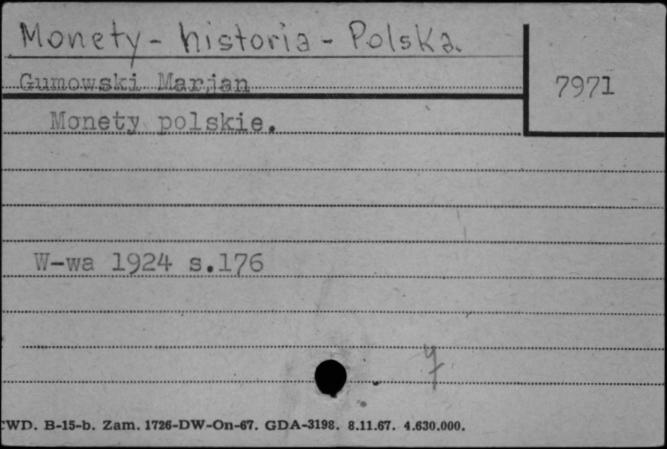 Monety - historia - Polska.
Gumowski Marjan
7971
Monety polskie.
W-wa 1924 s.176
CWD. B-15-b. Zam. 1726-DW-On-67. GDA-3198. 8.11.67. 4.630.000.